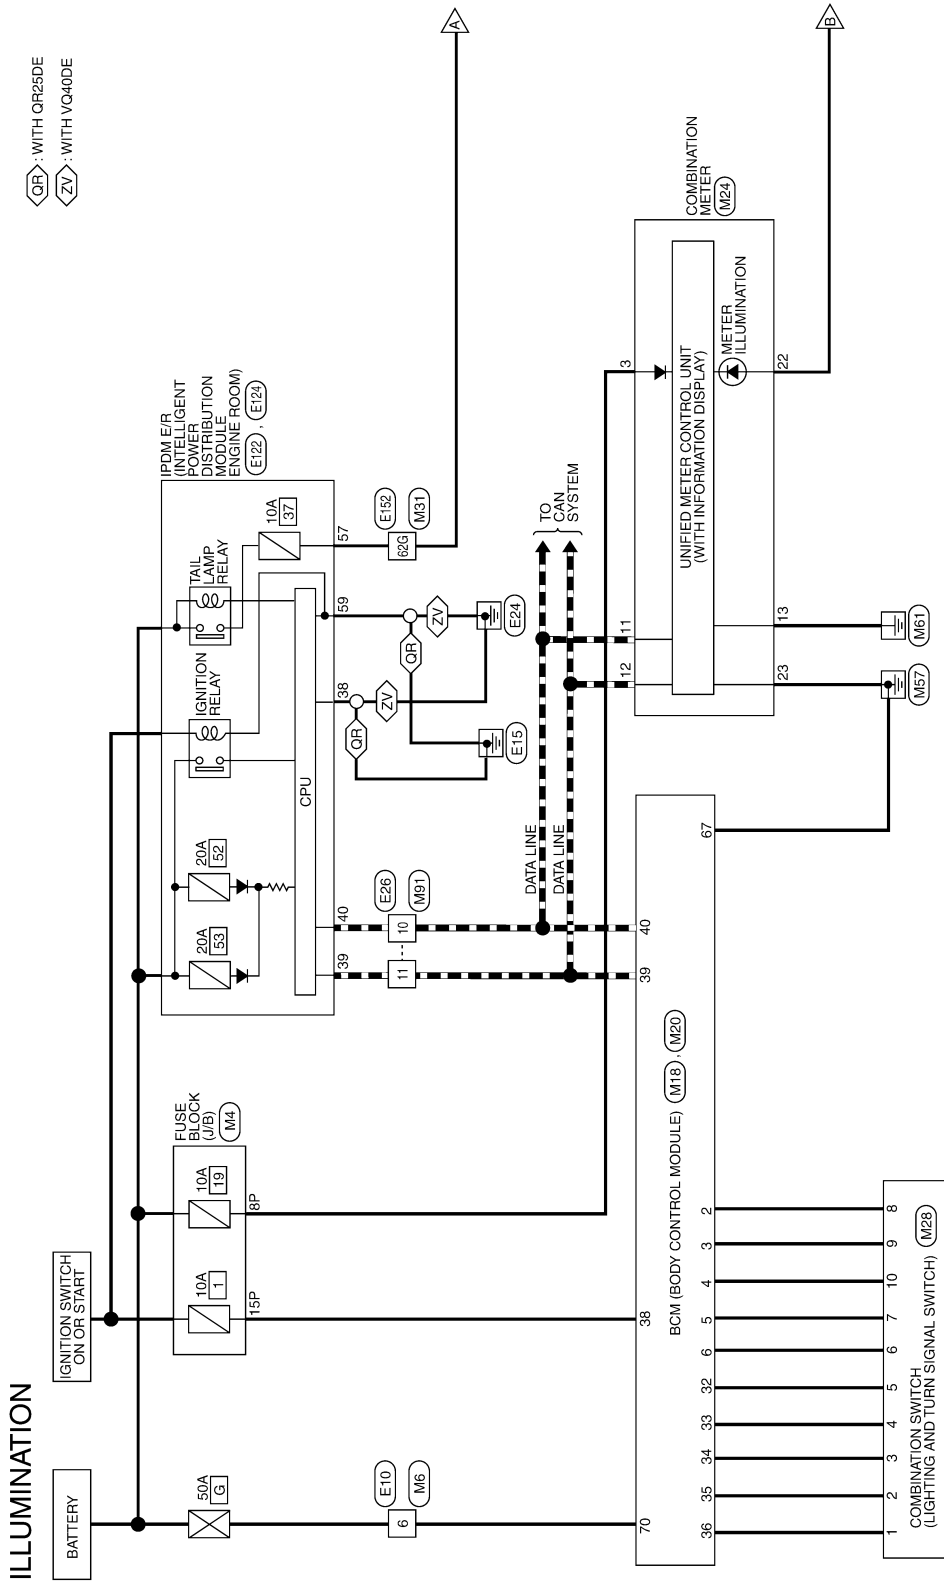 ILLUMINATION
BATTERY
IGNITION SWITCH
ON OR START
QR : WITH QR25DE
ZV : WITH VQ40DE
50A
G
10A
1
10A
19
FUSE
BLOCK
(J/B)
M4
15P
8P
20A
53
20A
52
IGNITION
RELAY
TAIL
LAMP
RELAY
10A
37
IPDM E/R
(INTELLIGENT
POWER
DISTRIBUTION
MODULE
ENGINE ROOM)
E122 , E124
CPU
39
40
38
59
57
E10
6
M6
11
10
E26
M91
QR
ZV
QR
ZV
E15
E24
62G
E152
M31
A
DATA LINE
DATA LINE
TO
CAN
SYSTEM
70
38
39
40
BCM (BODY CONTROL MODULE) M18 , M20
36
35
34
33
32
6
5
4
3
2
67
12
11
3
COMBINATION
METER
M24
UNIFIED METER CONTROL UNIT
(WITH INFORMATION DISPLAY)
METER
ILLUMINATION
23
13
22
B
M57
M61
1
2
3
4
5
6
7
10
9
8
COMBINATION SWITCH
(LIGHTING AND TURN SIGNAL SWITCH) M28